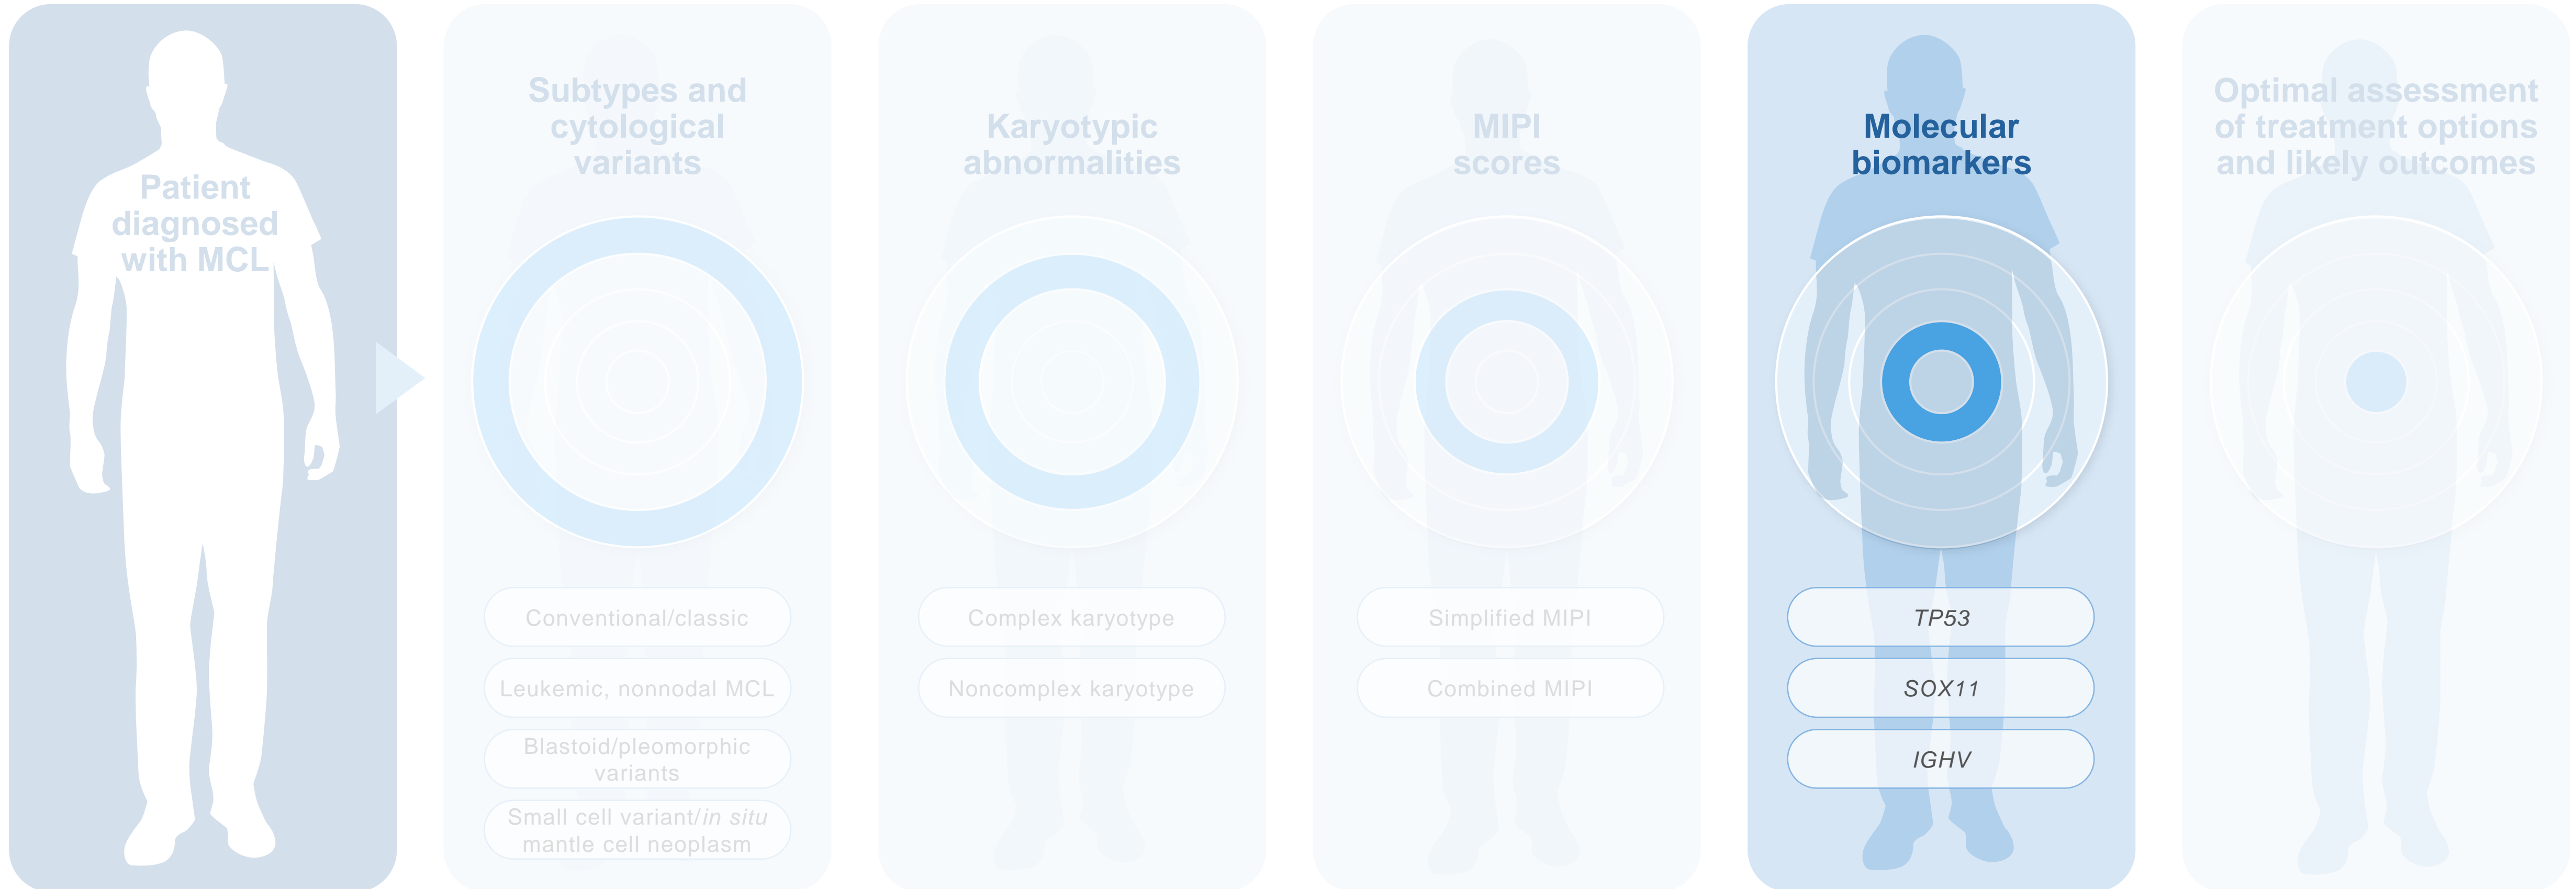 Patient
diagnosed
with MCL
Subtypes and
cytological
variants
Conventional/classic
Leukemic, nonnodal MCL
Blastoid/pleomorphic
variants
Small cell variant/in situ
mantle cell neoplasm
Karyotypic
abnormalities
Complex karyotype
Noncomplex karyotype
MIPI
scores
Simplified MIPI
Combined MIPI
Molecular
biomarkers
TP53
SOX11
IGHV
Optimal assessment
of treatment options
and likely outcomes